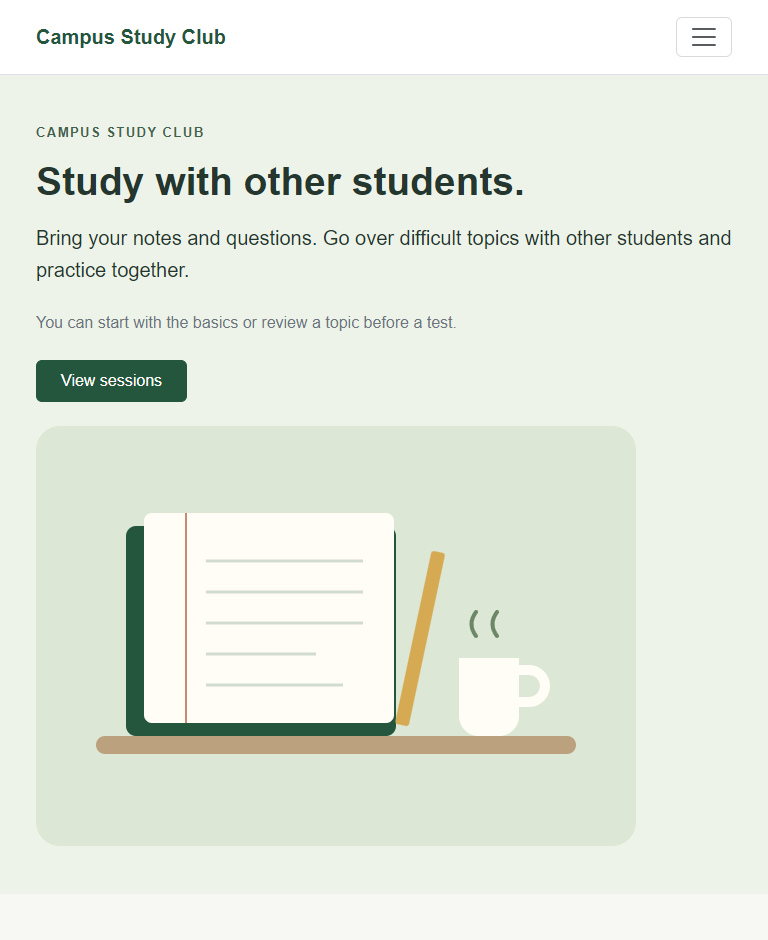 Campus Study Club
CAMPUS STUDY CLUB
Study with other students.
Bring your notes and questions. Go over difficult topics with other students and
practice together.
You can start with the basics or review a topic before a test.
View sessions